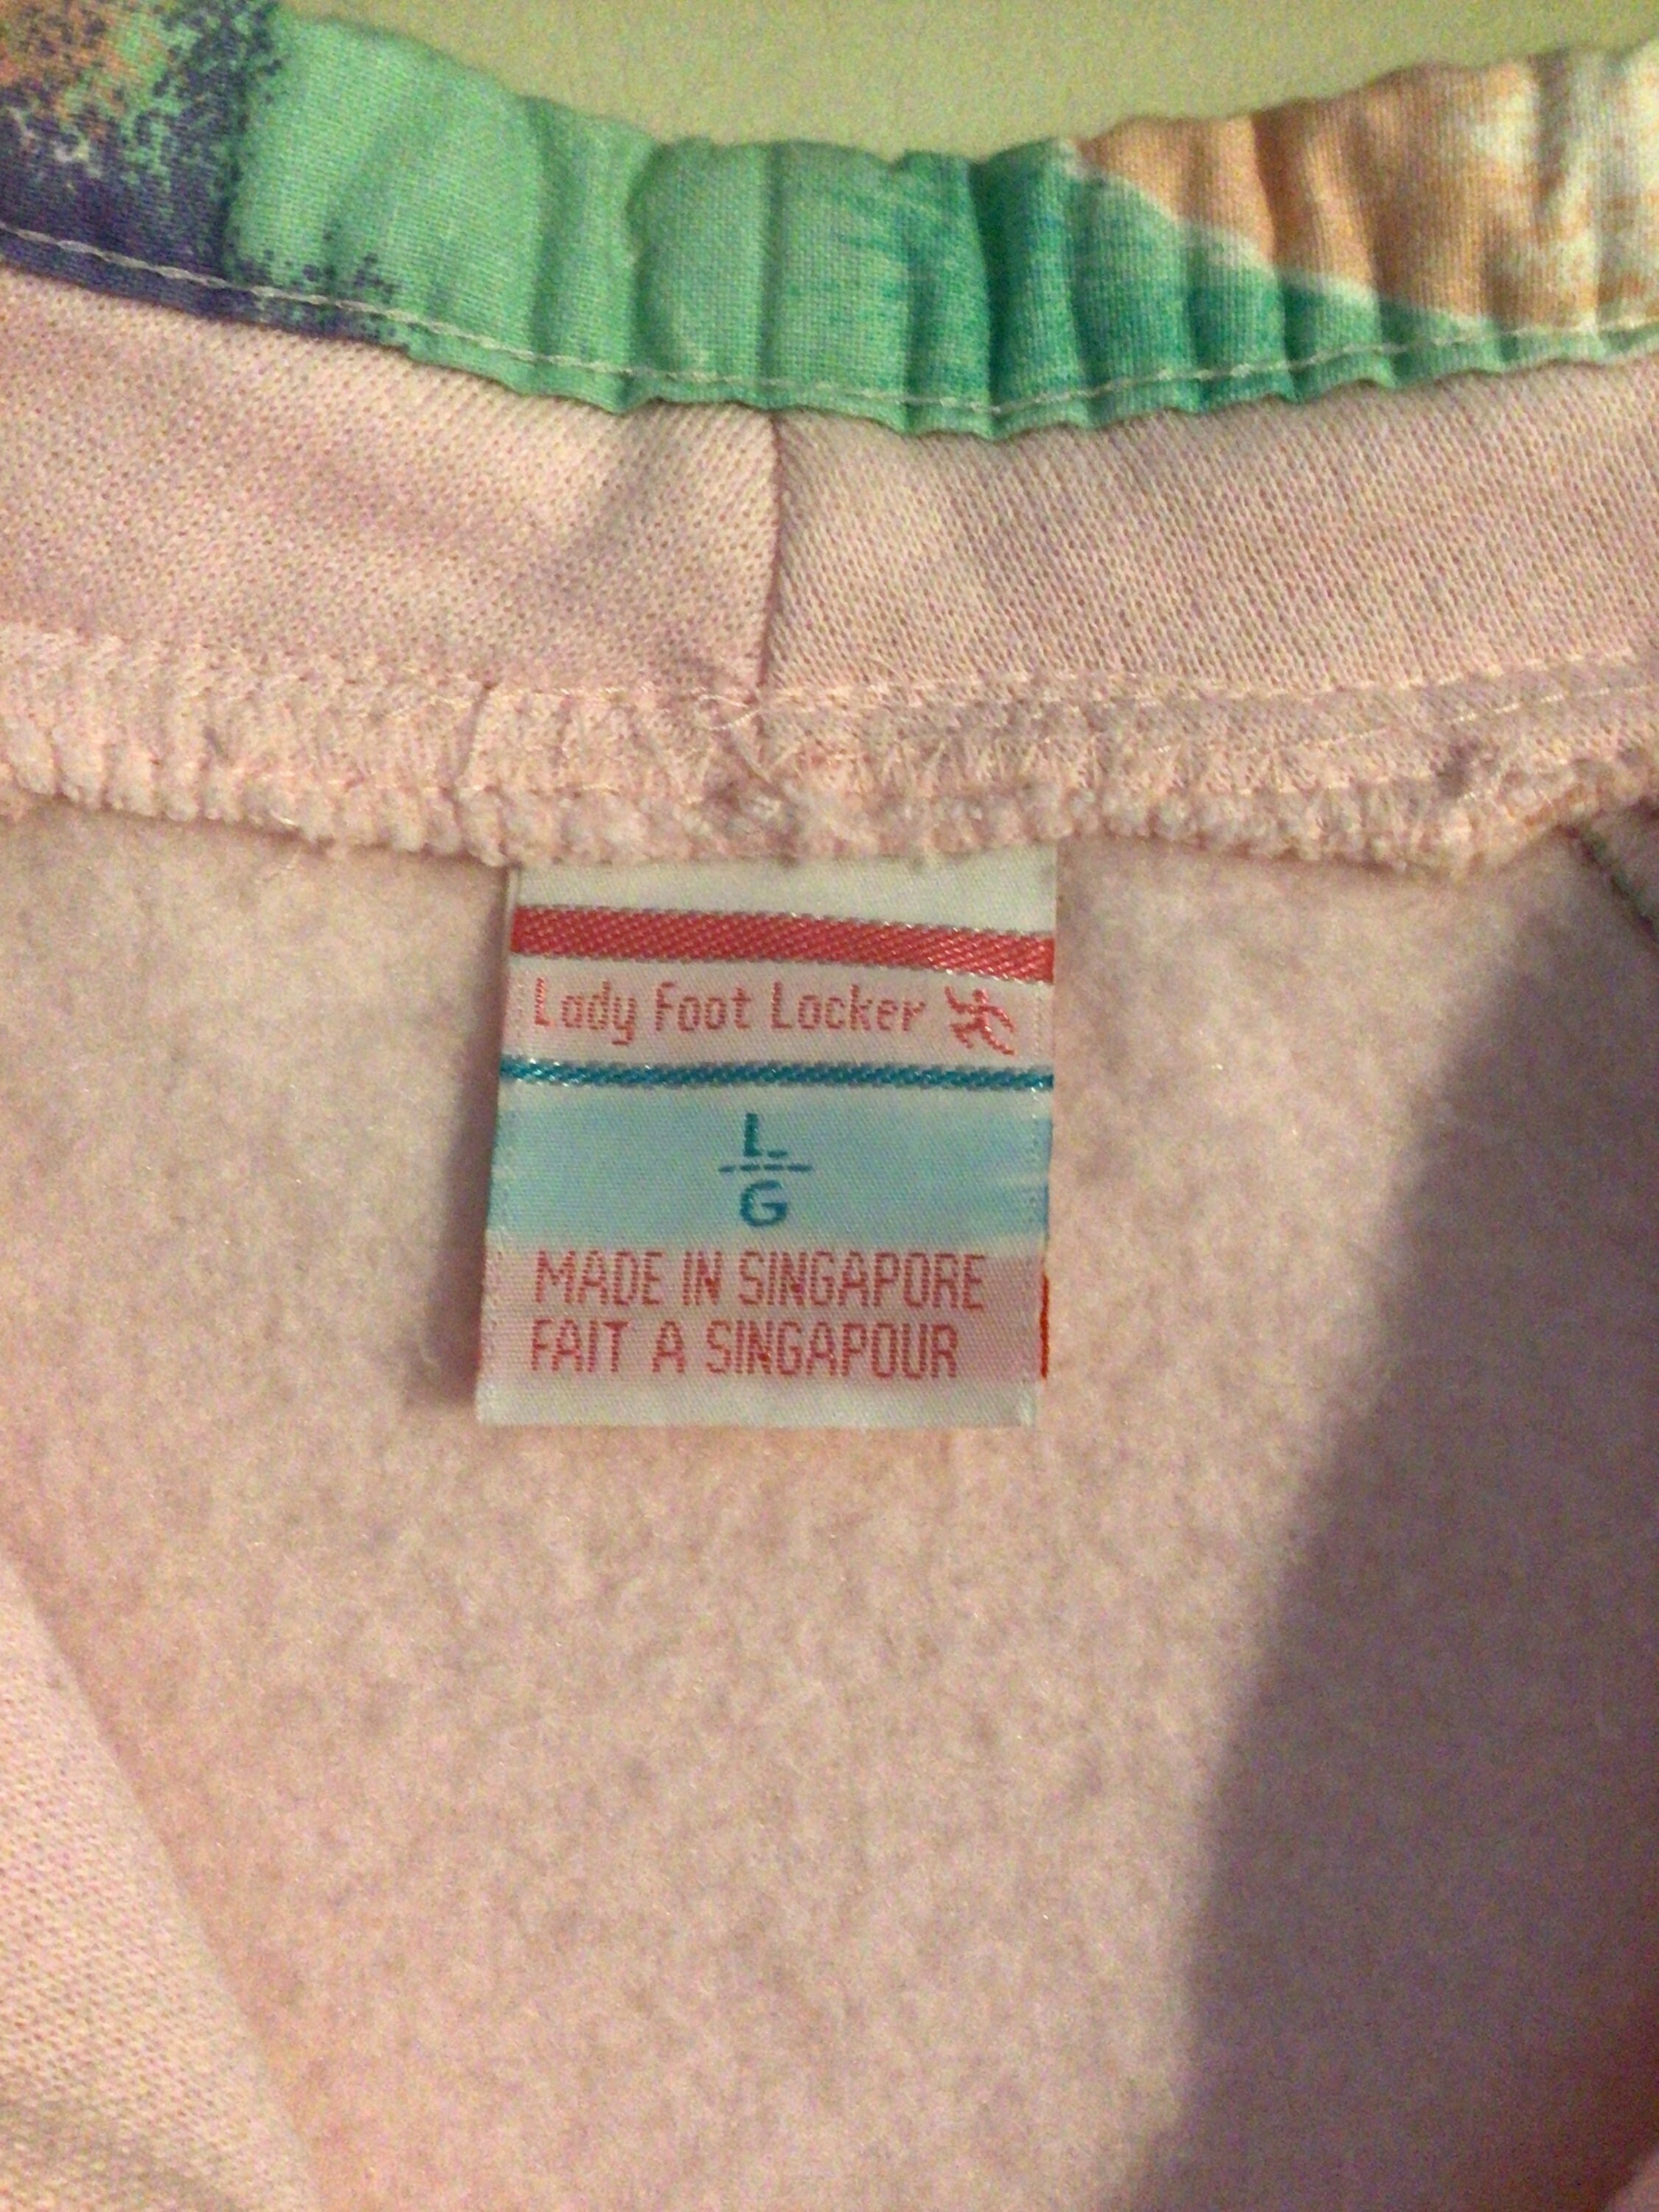 Lady Foot Locker
L
G
MADE IN SINGAPORE
FAIT A SINGAPOUR